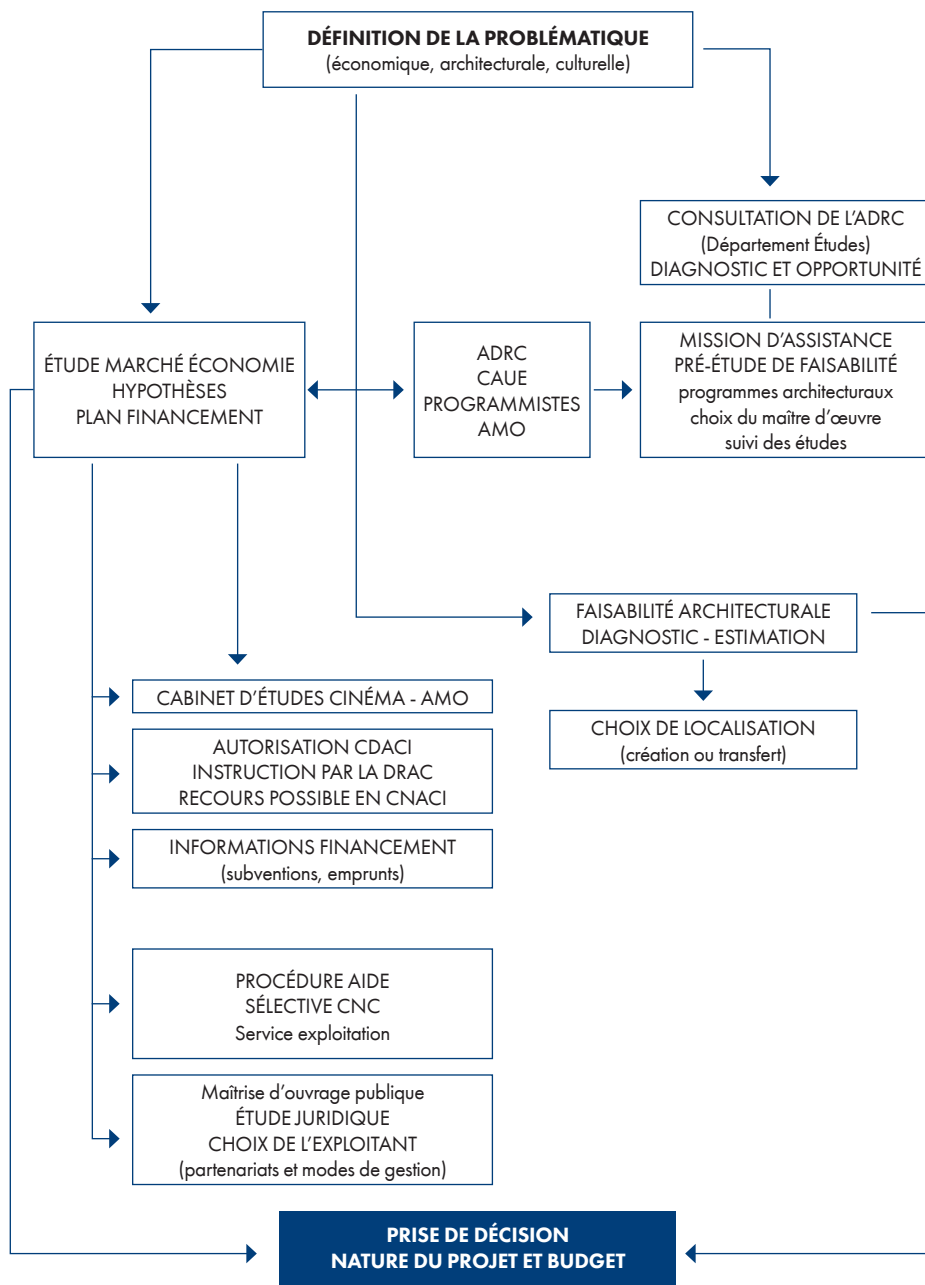 DÉFINITION DE LA PROBLÉMATIQUE
(économique, architecturale, culturelle)
CONSULTATION DE L'ADRC
(Département Études)
DIAGNOSTIC ET OPPORTUNITÉ
ÉTUDE MARCHÉ ÉCONOMIE
HYPOTHÈSES
PLAN FINANCEMENT
ADRC
CAUE
PROGRAMMISTES
AMO
MISSION D'ASSISTANCE
PRÉ-ÉTUDE DE FAISABILITÉ
programmes architecturaux
choix du maître d'œuvre
suivi des études
FAISABILITÉ ARCHITECTURALE
DIAGNOSTIC - ESTIMATION
CHOIX DE LOCALISATION
(création ou transfert)
CABINET D'ÉTUDES CINÉMA - AMO
AUTORISATION CDACI
INSTRUCTION PAR LA DRAC
RECOURS POSSIBLE EN CNACI
INFORMATIONS FINANCEMENT
(subventions, emprunts)
PROCÉDURE AIDE
SÉLECTIVE CNC
Service exploitation
Maîtrise d'ouvrage publique
ÉTUDE JURIDIQUE
CHOIX DE L'EXPLOITANT
(partenariats et modes de gestion)
PRISE DE DÉCISION
NATURE DU PROJET ET BUDGET